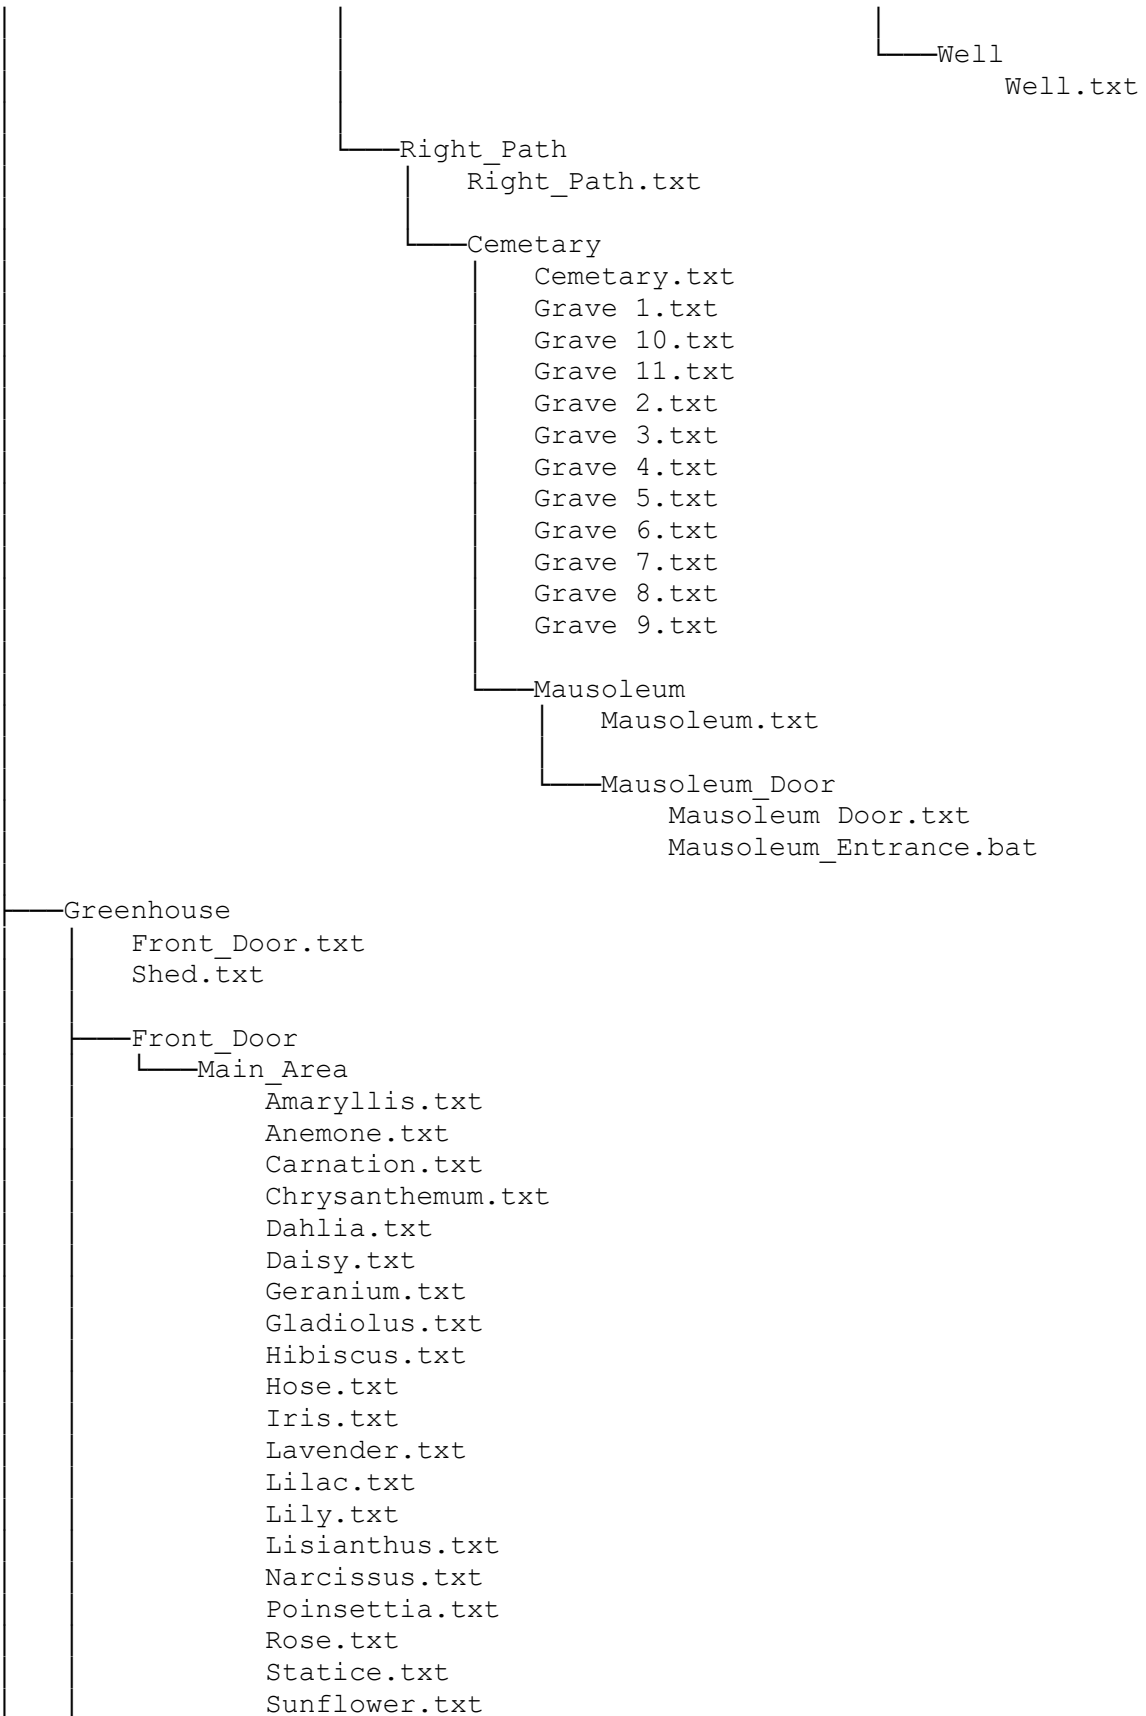 Well
Well.txt
Right_Path
Right_Path.txt
Cemetary
Cemetary.txt
Grave 1.txt
Grave 10.txt
Grave 11.txt
Grave 2.txt
Grave 3.txt
Grave 4.txt
Grave 5.txt
Grave 6.txt
Grave 7.txt
Grave 8.txt
Grave 9.txt
Mausoleum
Mausoleum.txt
Mausoleum_Door
Mausoleum Door.txt
Mausoleum_Entrance.bat
Greenhouse
Front_Door.txt
Shed.txt
Front_Door
Main_Area
Amaryllis.txt
Anemone.txt
Carnation.txt
Chrysanthemum.txt
Dahlia.txt
Daisy.txt
Geranium.txt
Gladiolus.txt
Hibiscus.txt
Hose.txt
Iris.txt
Lavender.txt
Lilac.txt
Lily.txt
Lisianthus.txt
Narcissus.txt
Poinsettia.txt
Rose.txt
Statice.txt
Sunflower.txt